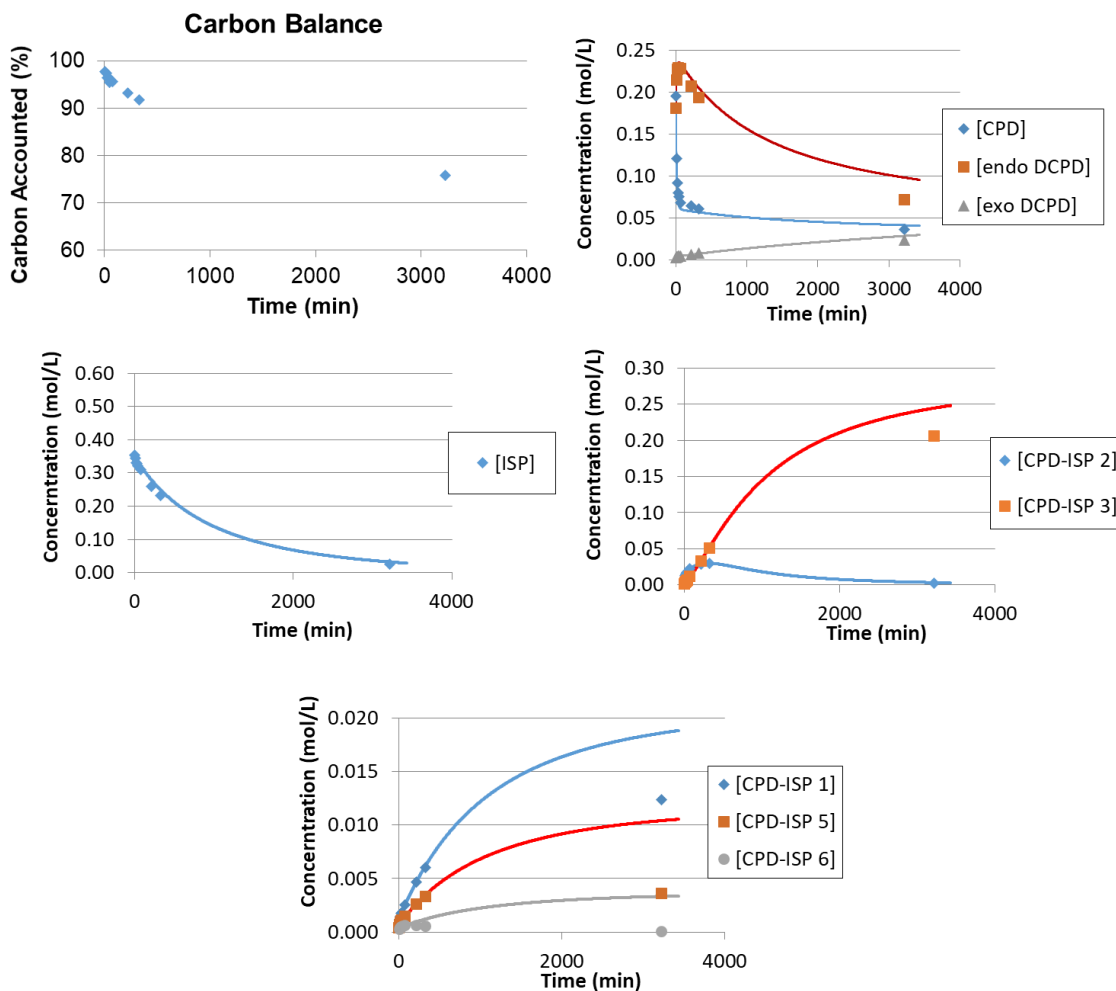 Carbon Balance
Carbon Accounted (%)
100
90
80
70
60
0
1000
2000
3000
4000
Time (min)
Concerntration (mol/L)
0.25
0.20
0.15
0.10
0.05
0.00
0
1000
2000
3000
4000
Time (min)
[CPD]
[endo DCPD]
[exo DCPD]
Concerntration (mol/L)
0.60
0.50
0.40
0.30
0.20
0.10
0.00
0
2000
4000
Time (min)
[ISP]
Concerntration (mol/L)
0.30
0.25
0.20
0.15
0.10
0.05
0.00
0
2000
4000
Time (min)
[CPD-ISP 2]
[CPD-ISP 3]
Concerntration (mol/L)
0.020
0.015
0.010
0.005
0.000
0
2000
4000
Time (min)
[CPD-ISP 1]
[CPD-ISP 5]
[CPD-ISP 6]